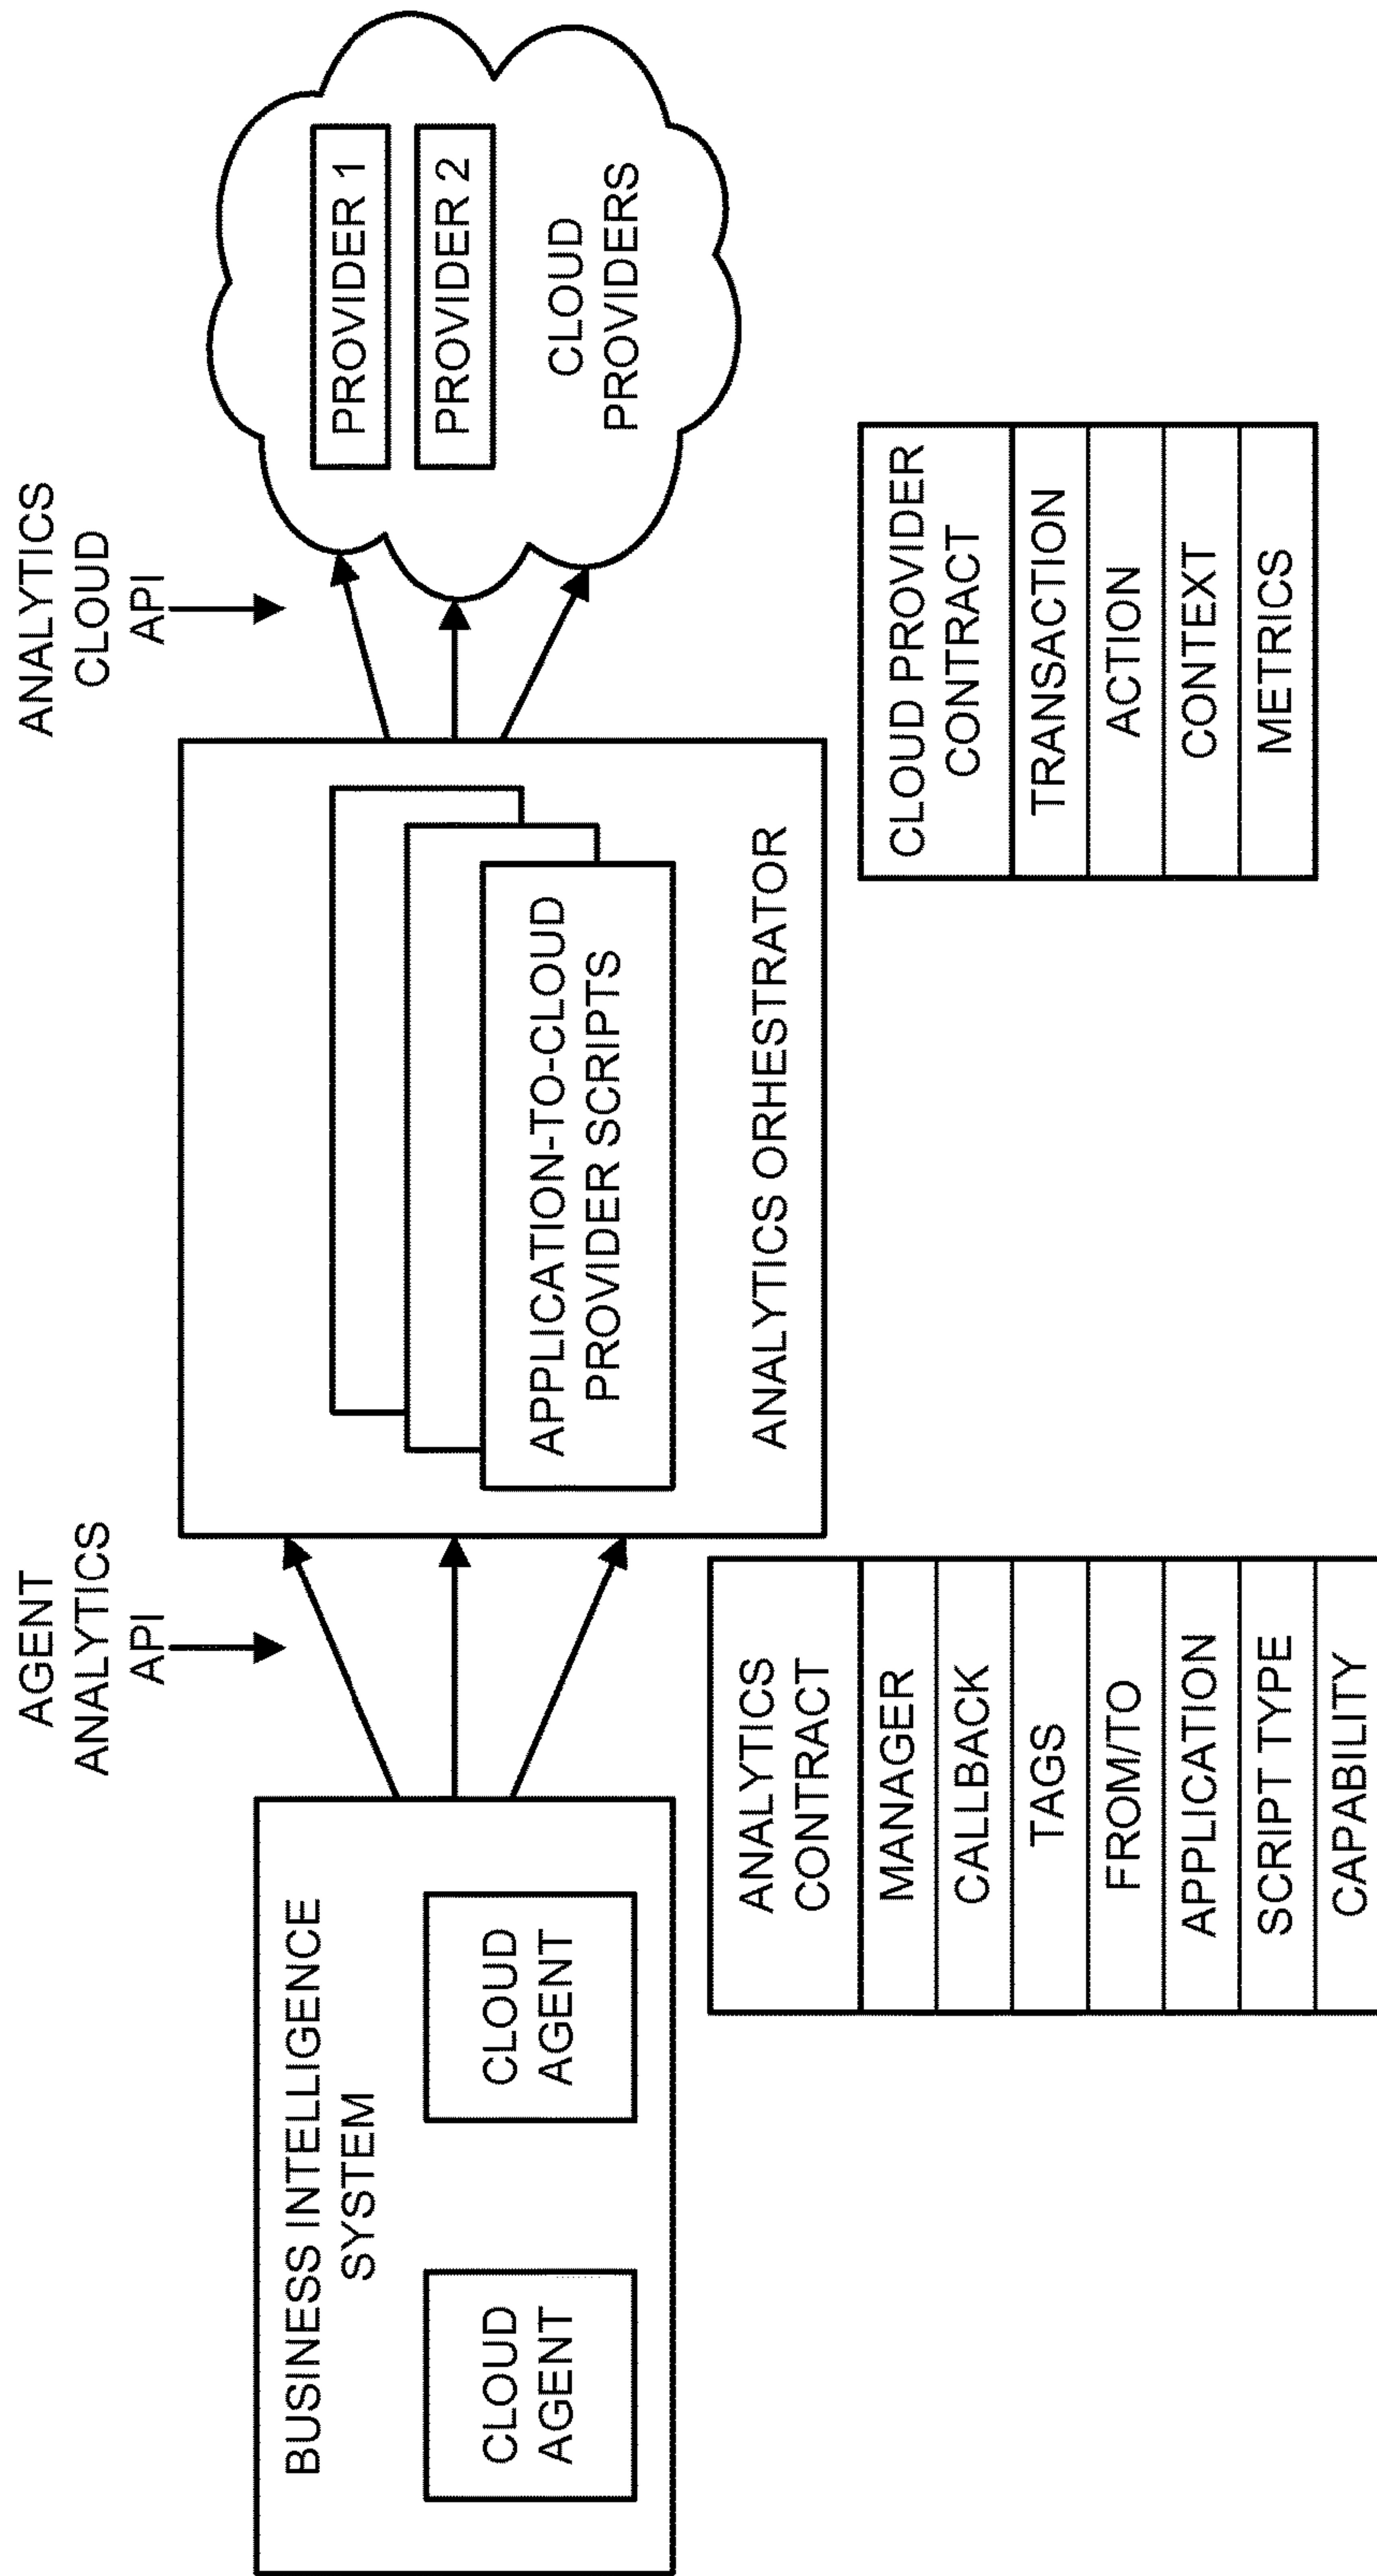 AGENT
ANALYTICS
API
ANALYTICS
CLOUD
API
BUSINESS INTELLIGENCE
SYSTEM
CLOUD
AGENT
CLOUD
AGENT
APPLICATION-TO-CLOUD
PROVIDER SCRIPTS
ANALYTICS ORHESTRATOR
PROVIDER 1
PROVIDER 2
CLOUD
PROVIDERS
ANALYTICS
CONTRACT
MANAGER
CALLBACK
TAGS
FROM/TO
APPLICATION
SCRIPT TYPE
CAPABILITY
CLOUD PROVIDER
CONTRACT
TRANSACTION
ACTION
CONTEXT
METRICS